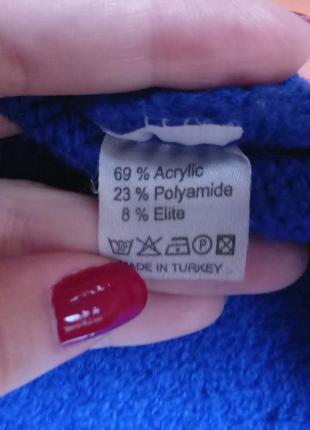 69 % Acrylic
23 % Polyamide
8 % Elite
MADE IN TURKEY